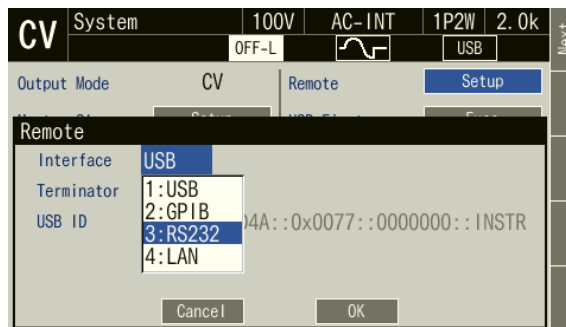 CV System 100V AC-INT 1P2W 2.0k
OFF-L USB
Next
Output Mode CV Remote Setup
Remote
Interface USB
Terminator
1:USB
2:GPIB
USB ID 04A::0x0077::0000000::INSTR
3:RS232
4:LAN
Cancel OK